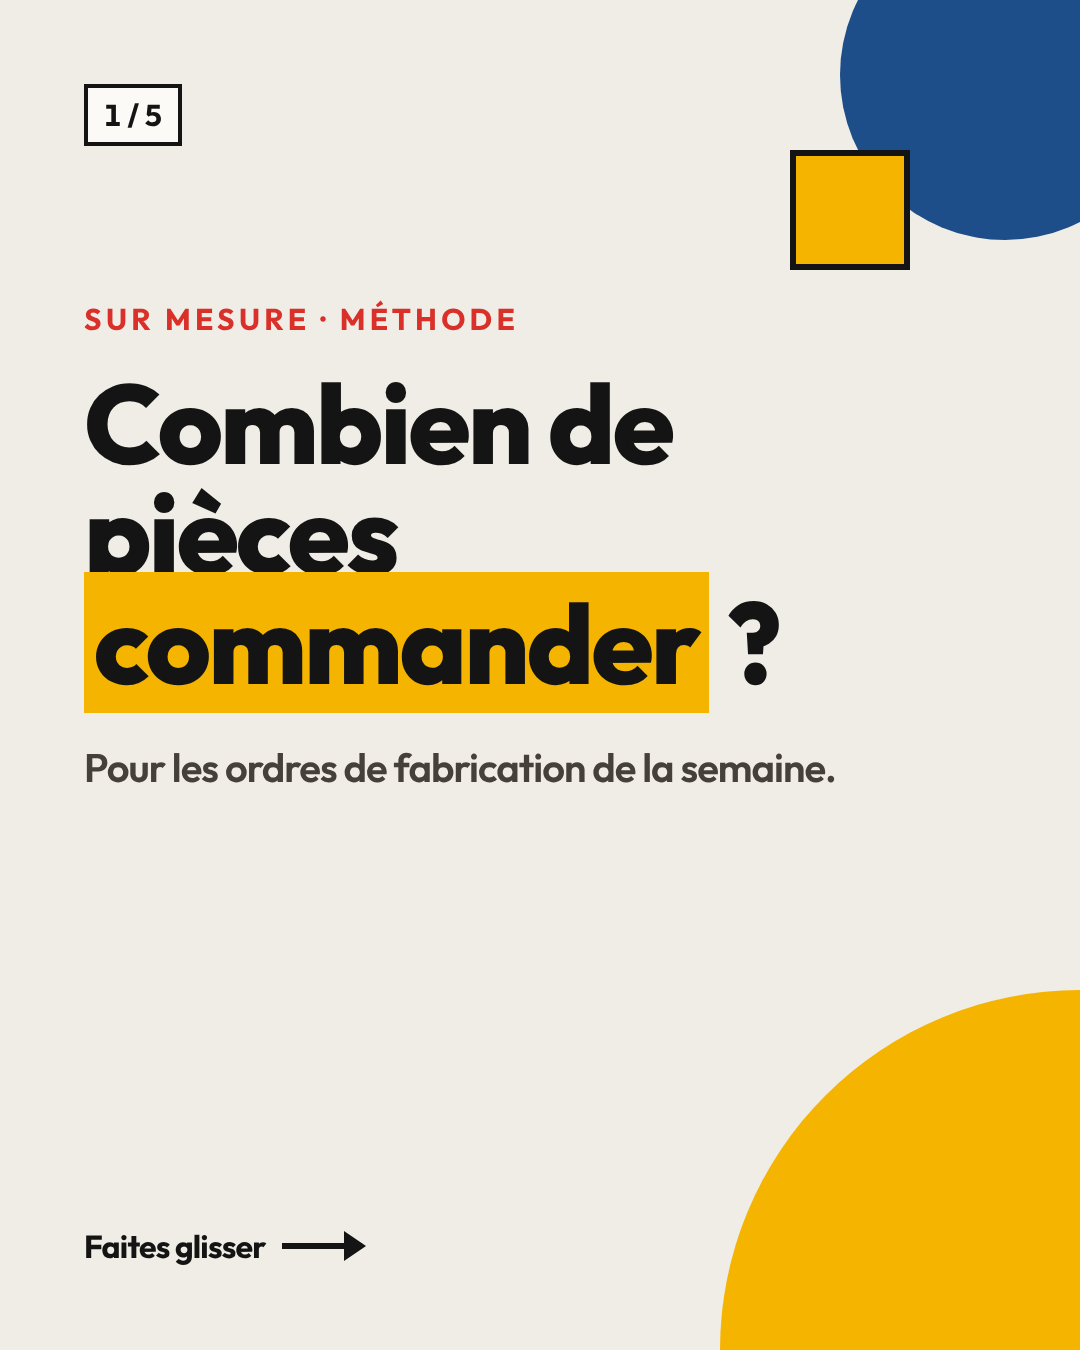 1 / 5
SUR MESURE · MÉTHODE
Combien de
pièces
commander ?
Pour les ordres de fabrication de la semaine.
Faites glisser